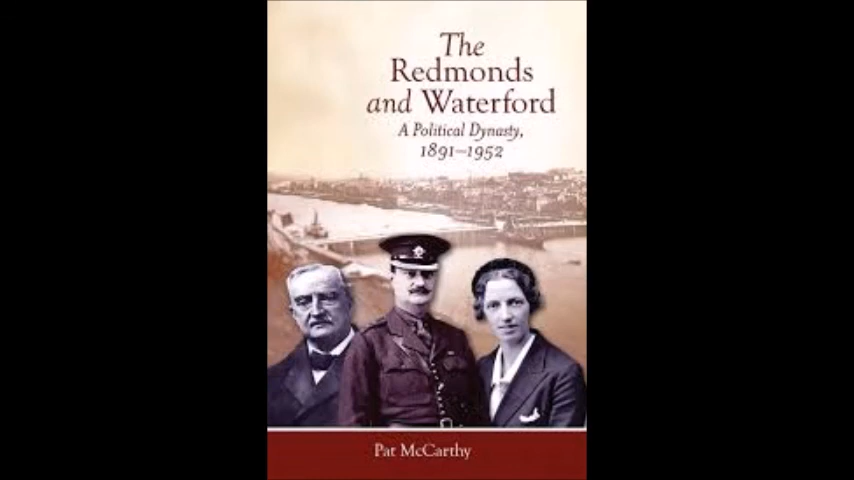 The
Redmonds
and Waterford
A Political Dynasty,
1891–1952
Pat McCarthy